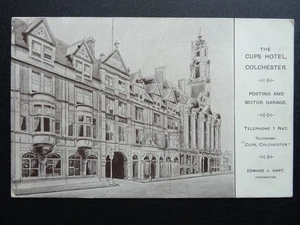 THE
CUPS HOTEL,
COLCHESTER.
POSTING AND
MOTOR GARAGE.
TELEPHONE 1 NAT:
TELEGRAMS:
"CUPS, COLCHESTER."
EDWARD J. HART,
PROPRIETOR.